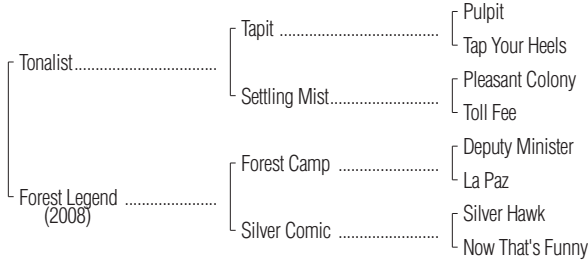 Pulpit
Tapit ...................................
Tap Your Heels
Tonalist...............................
Pleasant Colony
Settling Mist........................
Toll Fee
Deputy Minister
Forest Camp ......................
La Paz
Forest Legend ....................
(2008)
Silver Hawk
Silver Comic ......................
Now That's Funny